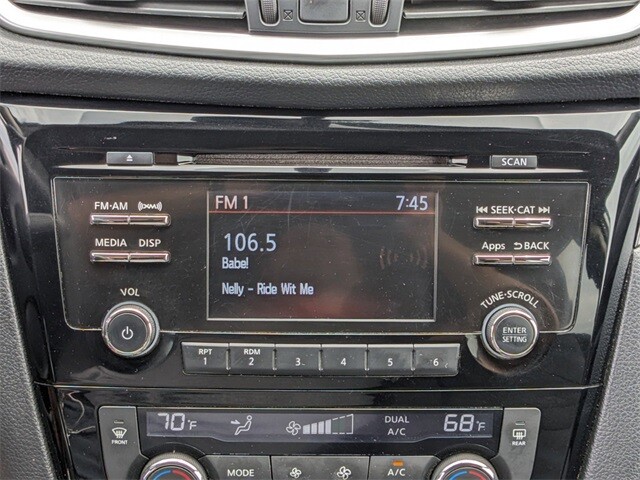 SCAN
FM·AM
((XM))
FM 1 7:45
SEEK·CAT
MEDIA DISP
106.5
Babe!
Nelly - Ride Wit Me
Apps BACK
VOL
TUNE·SCROLL
ENTER
SETTING
RPT
1
RDM
2
3
4
5
6
FRONT
70°F
DUAL
A/C
68°F
REAR
MODE
A/C